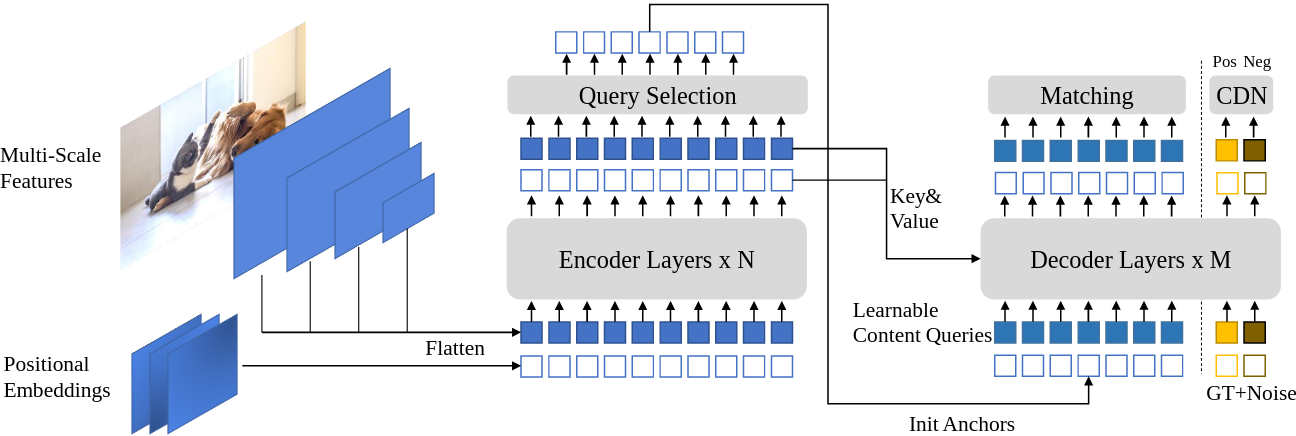 Multi-Scale
Features
Positional
Embeddings
Flatten
Query Selection
Encoder Layers x N
Key&
Value
Learnable
Content Queries
Init Anchors
Matching
Decoder Layers x M
Pos Neg
CDN
GT+Noise